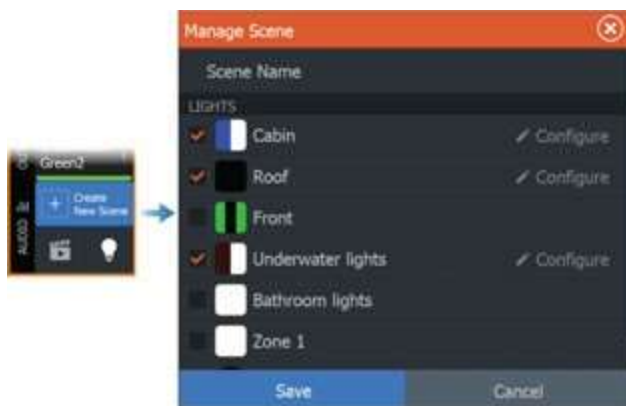 Green2
Create
New Scene
AUDIO
Manage Scene
Scene Name
LIGHTS
Cabin
Configure
Roof
Configure
Front
Underwater lights
Configure
Bathroom lights
Zone 1
Save
Cancel